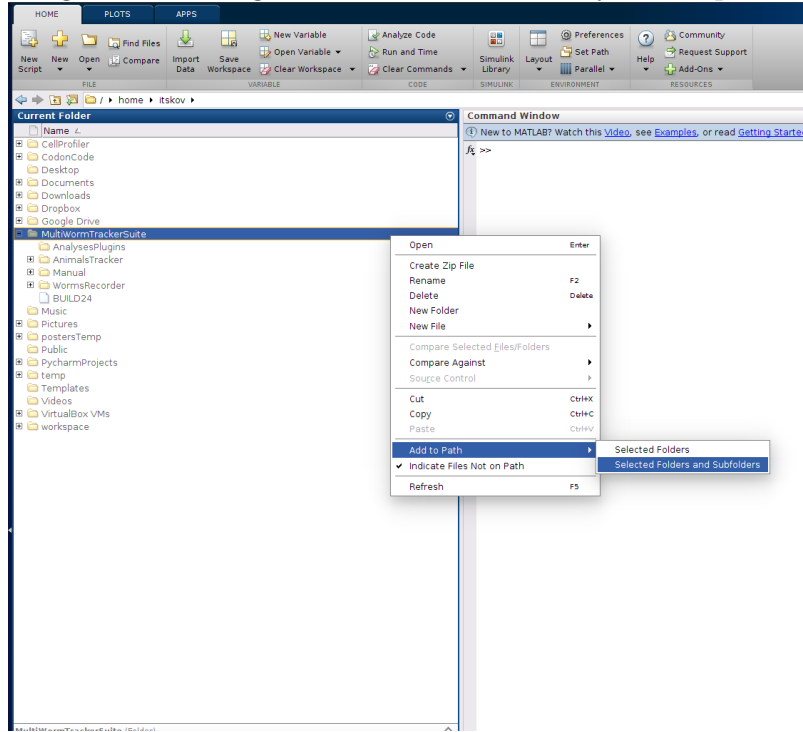 HOME PLOTS APPS
New Script
New
Open
Find Files
Compare
Import Data
Save Workspace
New Variable
Open Variable
Clear Workspace
Analyze Code
Run and Time
Clear Commands
Simulink Library
Layout
Preferences
Set Path
Parallel
Help
Community
Request Support
Add-Ons
FILE VARIABLE CODE SIMULINK ENVIRONMENT RESOURCES
/ home itskov
Current Folder
Name
CellProfiler
CodonCode
Desktop
Documents
Downloads
Dropbox
Google Drive
MultiWormTrackerSuite
AnalysesPlugins
AnimalsTracker
Manual
WormsRecorder
BUILD24
Music
Pictures
postersTemp
Public
PycharmProjects
temp
Templates
Videos
VirtualBox VMs
workspace
Command Window
New to MATLAB? Watch this Video, see Examples, or read Getting Starte
fx >>
Open Enter
Create Zip File
Rename F2
Delete Delete
New Folder
New File
Compare Selected Files/Folders
Compare Against
Source Control
Cut Ctrl+X
Copy Ctrl+C
Paste Ctrl+V
Add to Path
Indicate Files Not on Path
Refresh F5
Selected Folders
Selected Folders and Subfolders
MultiWormTrackerSuite (Folder)